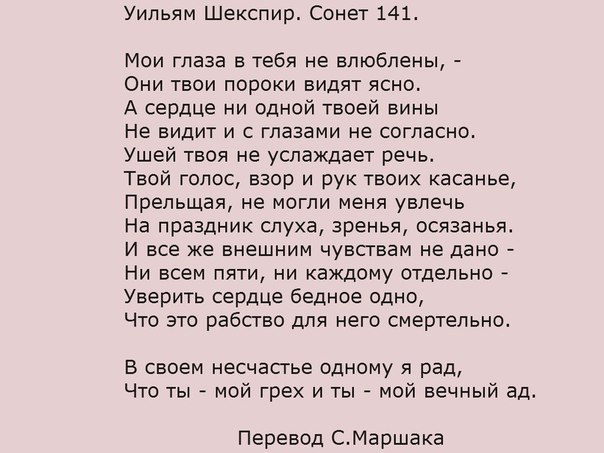 Уильям Шекспир. Сонет 141.
Мои глаза в тебя не влюблены, -
Они твои пороки видят ясно.
А сердце ни одной твоей вины
Не видит и с глазами не согласно.
Ушей твоя не услаждает речь.
Твой голос, взор и рук твоих касанье,
Прельщая, не могли меня увлечь
На праздник слуха, зренья, осязанья.
И все же внешним чувствам не дано -
Ни всем пяти, ни каждому отдельно -
Уверить сердце бедное одно,
Что это рабство для него смертельно.
В своем несчастье одному я рад,
Что ты - мой грех и ты - мой вечный ад.
Перевод С.Маршака